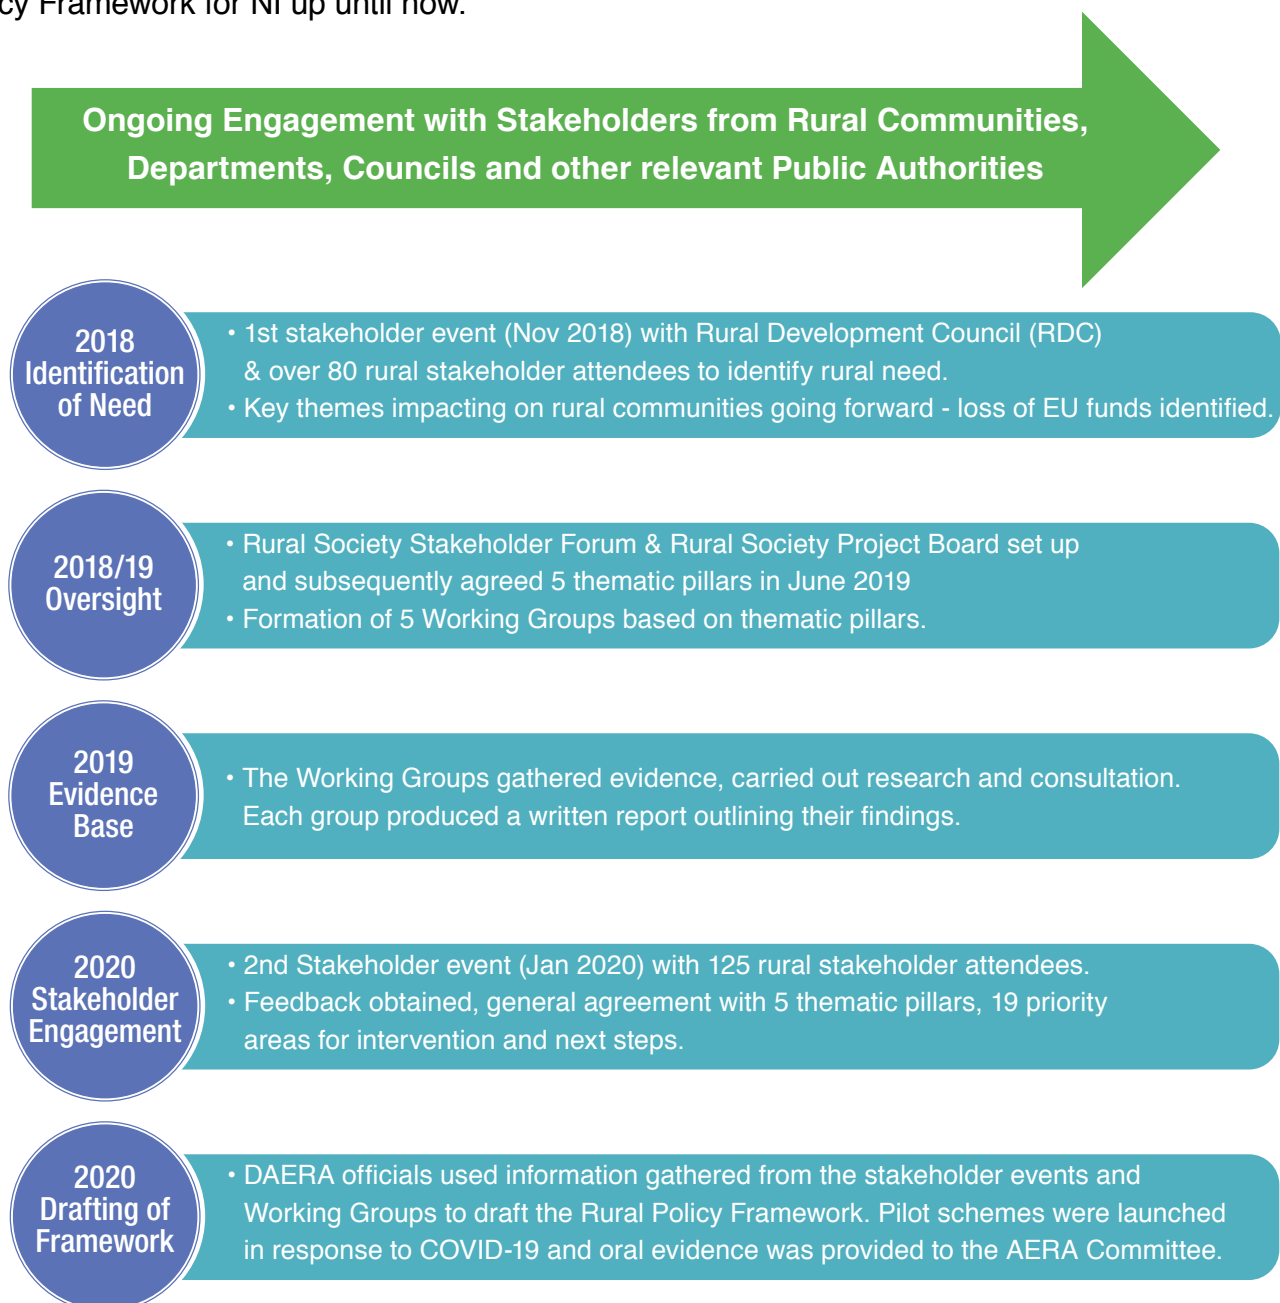 cy Framework for NI up until now.
Ongoing Engagement with Stakeholders from Rural Communities,
Departments, Councils and other relevant Public Authorities
2018
Identification
of Need
• 1st stakeholder event (Nov 2018) with Rural Development Council (RDC)
& over 80 rural stakeholder attendees to identify rural need.
• Key themes impacting on rural communities going forward - loss of EU funds identified.
2018/19
Oversight
• Rural Society Stakeholder Forum & Rural Society Project Board set up
and subsequently agreed 5 thematic pillars in June 2019
• Formation of 5 Working Groups based on thematic pillars.
2019
Evidence
Base
• The Working Groups gathered evidence, carried out research and consultation.
Each group produced a written report outlining their findings.
2020
Stakeholder
Engagement
• 2nd Stakeholder event (Jan 2020) with 125 rural stakeholder attendees.
• Feedback obtained, general agreement with 5 thematic pillars, 19 priority
areas for intervention and next steps.
2020
Drafting of
Framework
• DAERA officials used information gathered from the stakeholder events and
Working Groups to draft the Rural Policy Framework. Pilot schemes were launched
in response to COVID-19 and oral evidence was provided to the AERA Committee.